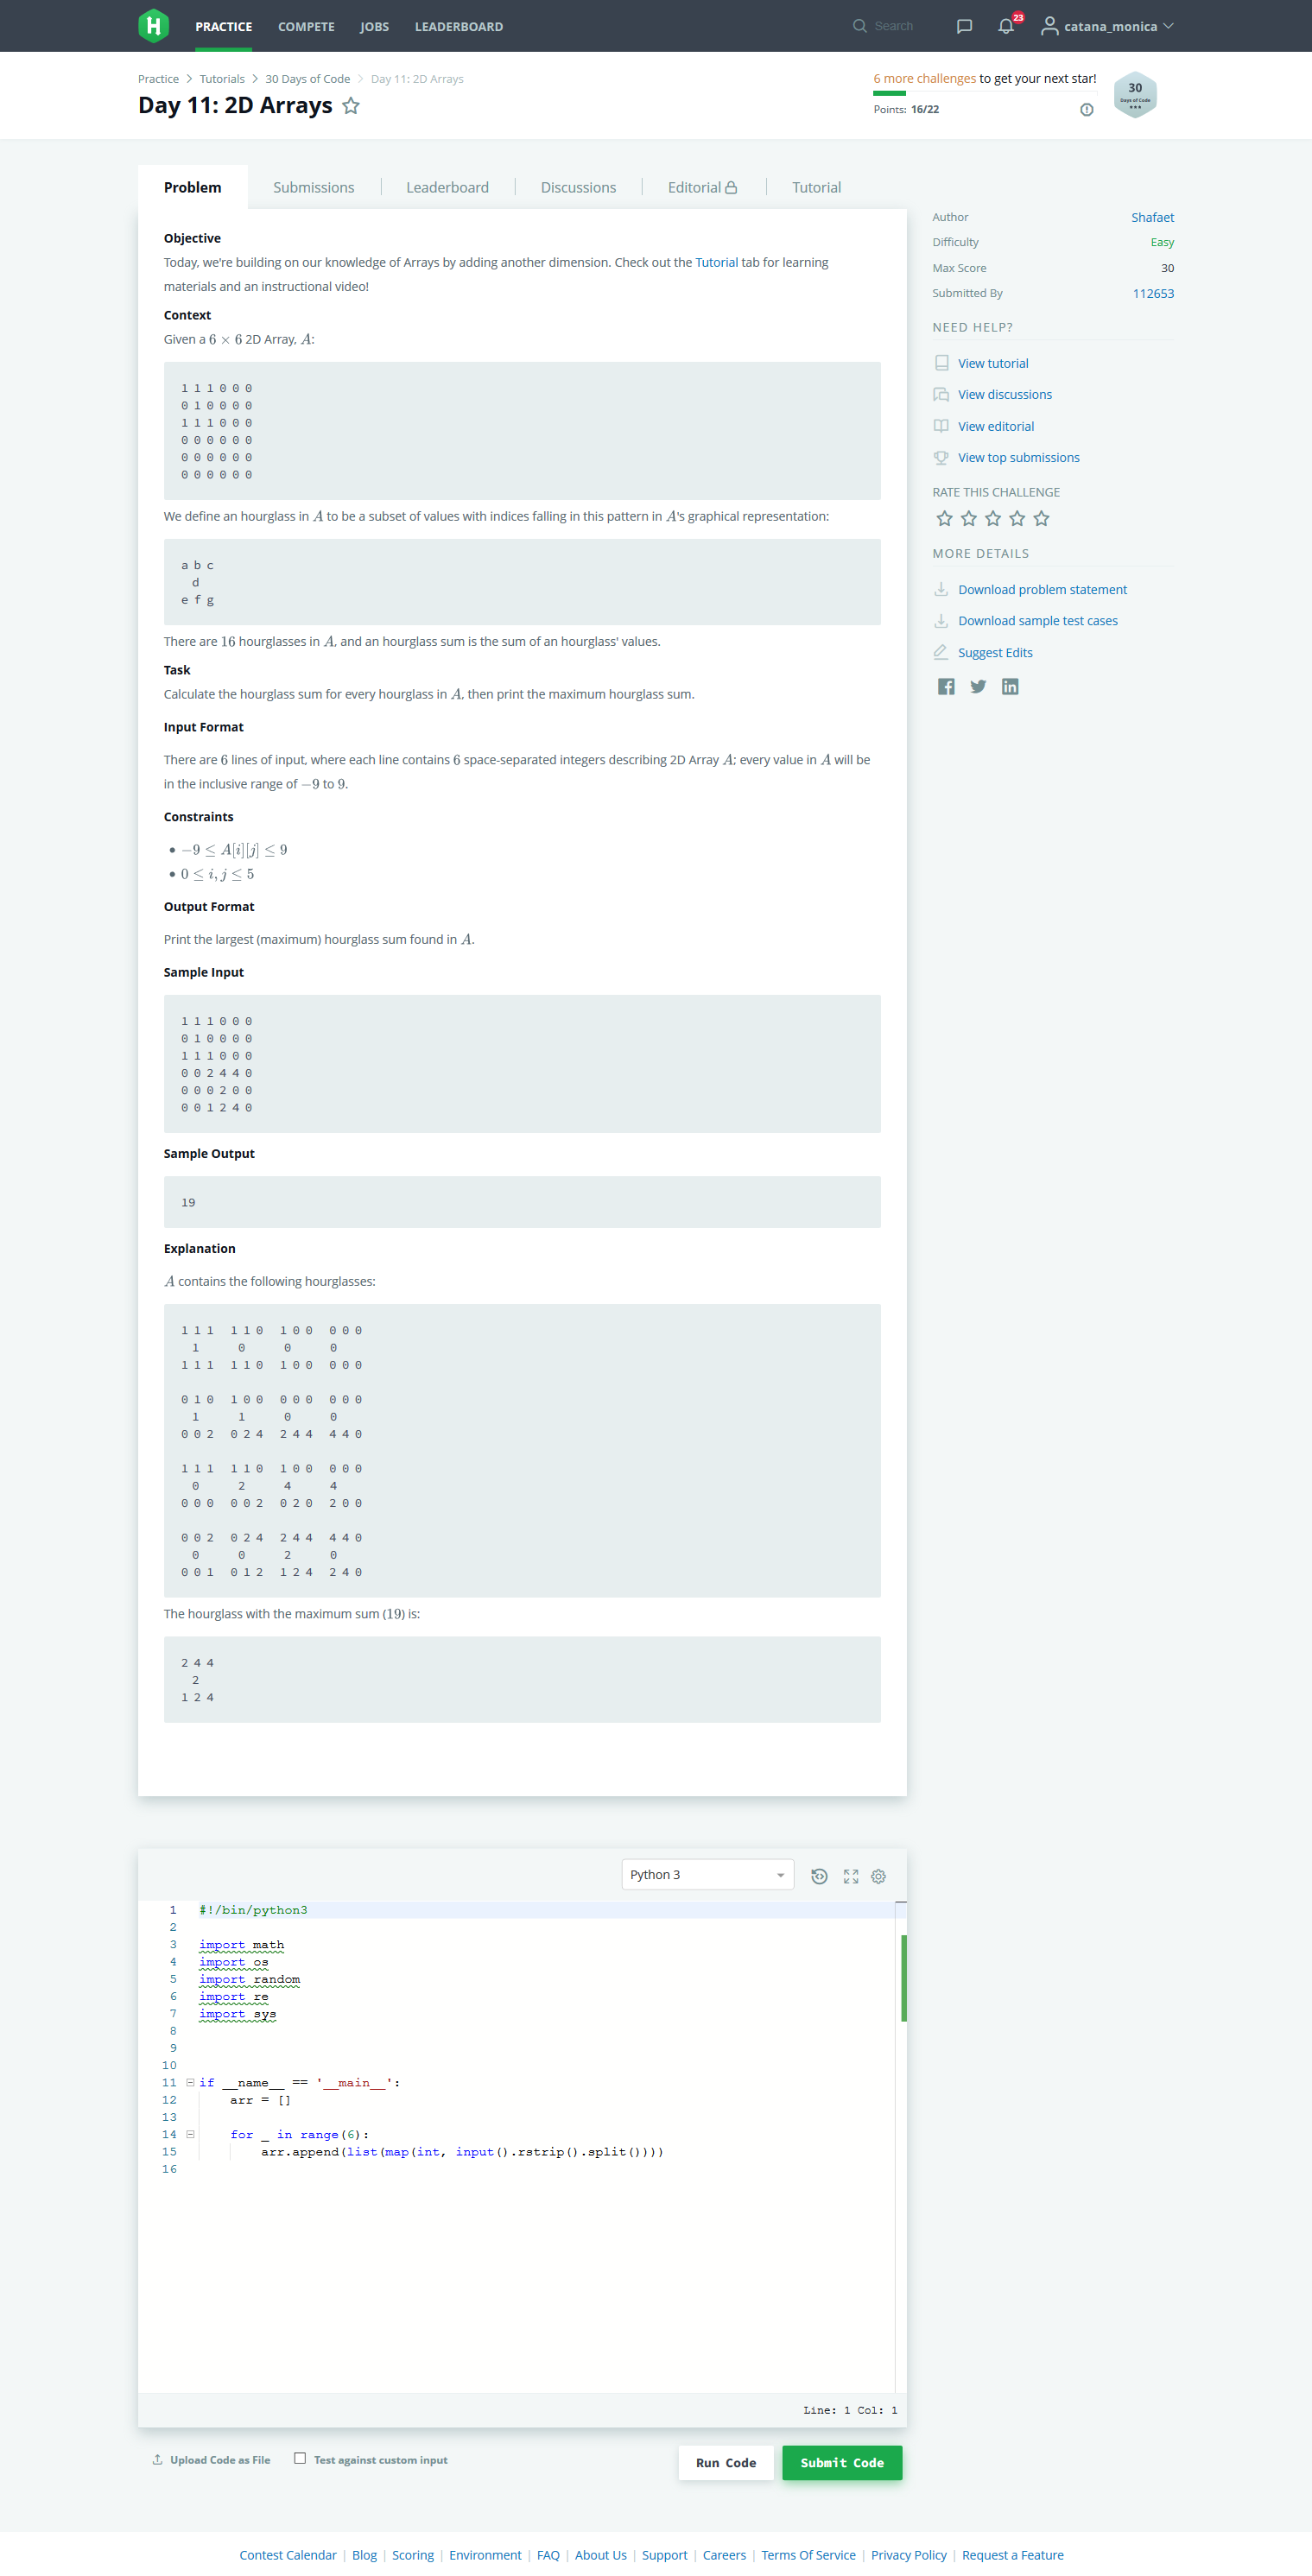 PRACTICE COMPETE JOBS LEADERBOARD Search 23 catana_monica
Practice > Tutorials > 30 Days of Code > Day 11: 2D Arrays
Day 11: 2D Arrays
6 more challenges to get your next star!
Points: 16/22
30
Days of Code
Problem Submissions Leaderboard Discussions Editorial Tutorial
Objective
Today, we're building on our knowledge of Arrays by adding another dimension. Check out the Tutorial tab for learning
materials and an instructional video!
Context
Given a 6 × 6 2D Array, A:
1 1 1 0 0 0
0 1 0 0 0 0
1 1 1 0 0 0
0 0 0 0 0 0
0 0 0 0 0 0
0 0 0 0 0 0
We define an hourglass in A to be a subset of values with indices falling in this pattern in A's graphical representation:
a b c
d
e f g
There are 16 hourglasses in A, and an hourglass sum is the sum of an hourglass' values.
Task
Calculate the hourglass sum for every hourglass in A, then print the maximum hourglass sum.
Input Format
There are 6 lines of input, where each line contains 6 space-separated integers describing 2D Array A; every value in A will be
in the inclusive range of −9 to 9.
Constraints
• −9 ≤ A[i][j] ≤ 9
• 0 ≤ i, j ≤ 5
Output Format
Print the largest (maximum) hourglass sum found in A.
Sample Input
1 1 1 0 0 0
0 1 0 0 0 0
1 1 1 0 0 0
0 0 2 4 4 0
0 0 0 2 0 0
0 0 1 2 4 0
Sample Output
19
Explanation
A contains the following hourglasses:
1 1 1   1 1 0   1 0 0   0 0 0
1       0       0       0
1 1 1   1 1 0   1 0 0   0 0 0
0 1 0   1 0 0   0 0 0   0 0 0
1       1       0       0
0 0 2   0 2 4   2 4 4   4 4 0
1 1 1   1 1 0   1 0 0   0 0 0
0       2       4       4
0 0 0   0 0 2   0 2 0   2 0 0
0 0 2   0 2 4   2 4 4   4 4 0
0       0       2       0
0 0 1   0 1 2   1 2 4   2 4 0
The hourglass with the maximum sum (19) is:
2 4 4
2
1 2 4
Author Shafaet
Difficulty Easy
Max Score 30
Submitted By 112653
NEED HELP?
View tutorial
View discussions
View editorial
View top submissions
RATE THIS CHALLENGE
MORE DETAILS
Download problem statement
Download sample test cases
Suggest Edits
Python 3
1 #!/bin/python3
2
3 import math
4 import os
5 import random
6 import re
7 import sys
8
9
10
11 if __name__ == '__main__':
12     arr = []
13
14     for _ in range(6):
15         arr.append(list(map(int, input().rstrip().split())))
16
Line: 1 Col: 1
Upload Code as File Test against custom input Run Code Submit Code
Contest Calendar | Blog | Scoring | Environment | FAQ | About Us | Support | Careers | Terms Of Service | Privacy Policy | Request a Feature